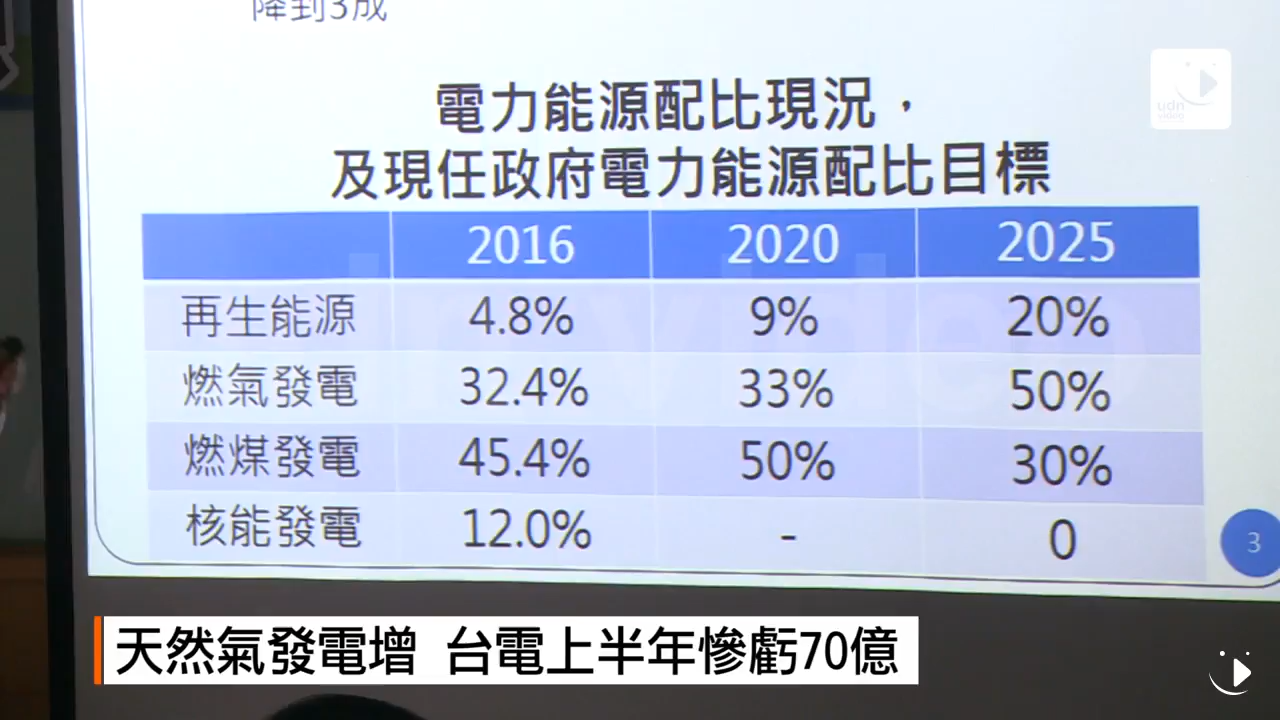 降到3成
電力能源配比現況，
及現任政府電力能源配比目標
2016 2020 2025
再生能源 4.8% 9% 20%
燃氣發電 32.4% 33% 50%
燃煤發電 45.4% 50% 30%
核能發電 12.0% - 0
3
udn
video
天然氣發電增 台電上半年慘虧70億